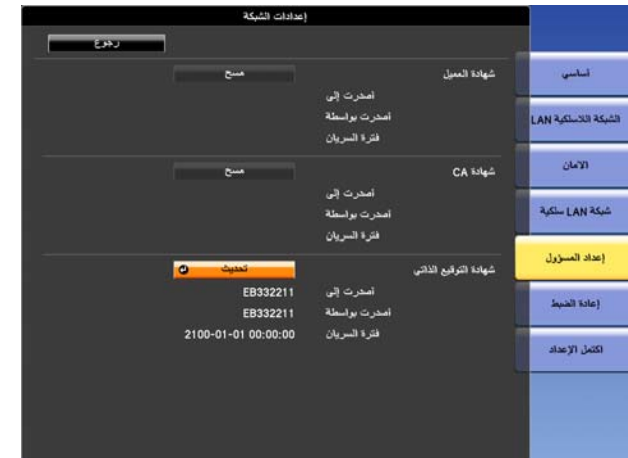 إعدادات الشبكة
رجوع
شهادة العميل مسح
أصدرت إلى
أصدرت بواسطة
فترة السريان
شهادة CA مسح
أصدرت إلى
أصدرت بواسطة
فترة السريان
شهادة التوقيع الذاتي تحديث
أصدرت إلى EB332211
أصدرت بواسطة EB332211
فترة السريان 2100-01-01 00:00:00
أساسي
الشبكة اللاسلكية LAN
الأمان
شبكة LAN سلكية
إعداد المسؤول
إعادة الضبط
اكتمل الإعداد